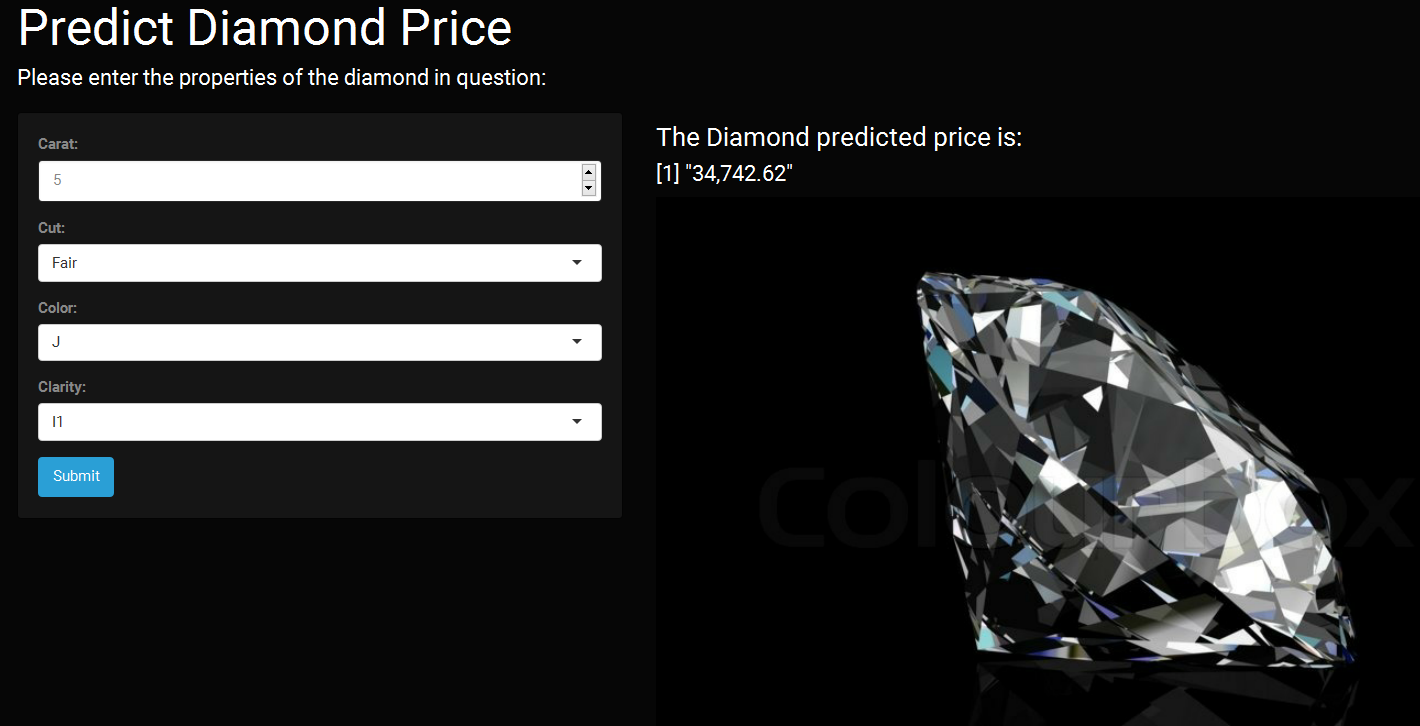 Predict Diamond Price
Please enter the properties of the diamond in question:
Carat:
5
Cut:
Fair
Color:
J
Clarity:
I1
Submit
The Diamond predicted price is:
[1] "34,742.62"
Colourbox